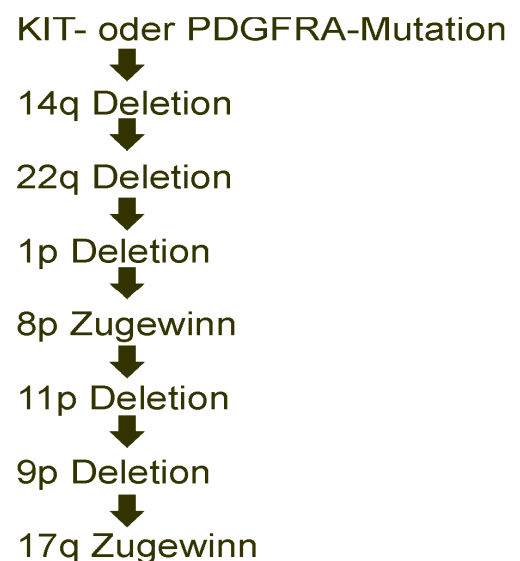 KIT- oder PDGFRA-Mutation
14q Deletion
22q Deletion
1p Deletion
8p Zugewinn
11p Deletion
9p Deletion
17q Zugewinn